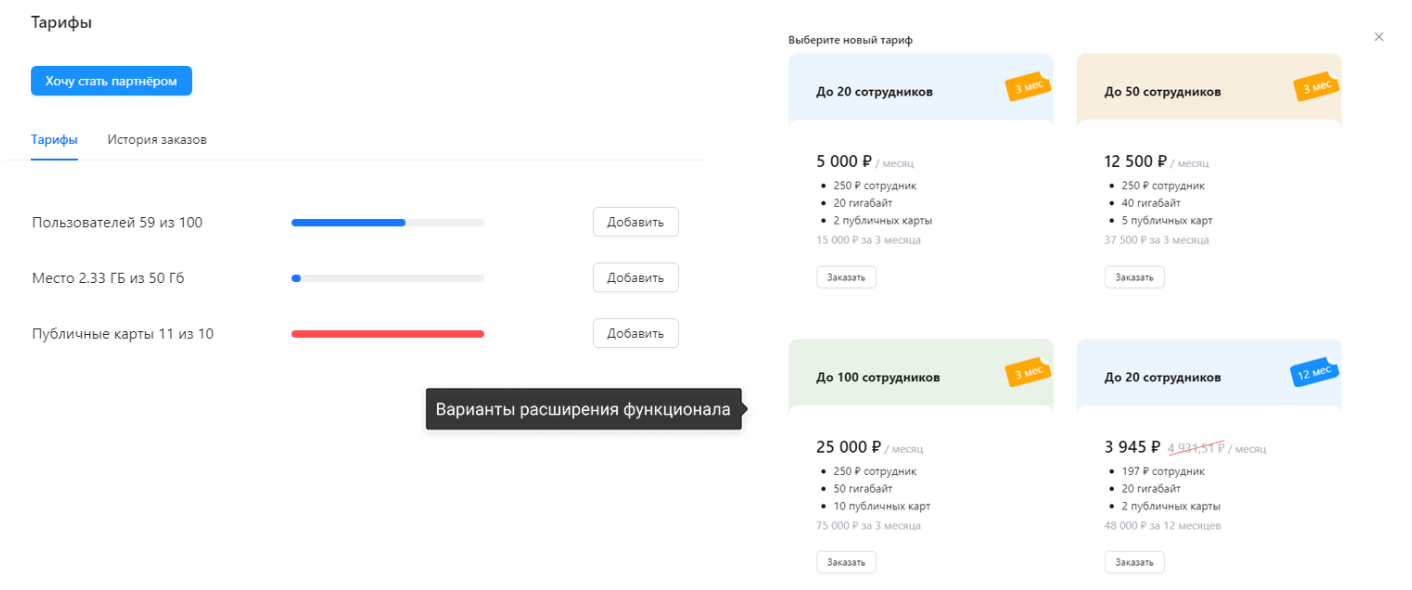 Тарифы
Хочу стать партнёром
Тарифы
История заказов
Пользователей 59 из 100
Добавить
Место 2.33 ГБ из 50 Гб
Добавить
Публичные карты 11 из 10
Добавить
Варианты расширения функционала
Выберите новый тариф
До 20 сотрудников
3 мес
5 000 ₽ / месяц
250 ₽ сотрудник
20 гигабайт
2 публичных карты
15 000 ₽ за 3 месяца
Заказать
До 50 сотрудников
3 мес
12 500 ₽ / месяц
250 ₽ сотрудник
40 гигабайт
5 публичных карт
37 500 ₽ за 3 месяца
Заказать
До 100 сотрудников
3 мес
25 000 ₽ / месяц
250 ₽ сотрудник
50 гигабайт
10 публичных карт
75 000 ₽ за 3 месяца
Заказать
До 20 сотрудников
12 мес
3 945 ₽ 4 931,51 ₽ / месяц
197 ₽ сотрудник
20 гигабайт
2 публичных карты
48 000 ₽ за 12 месяцев
Заказать